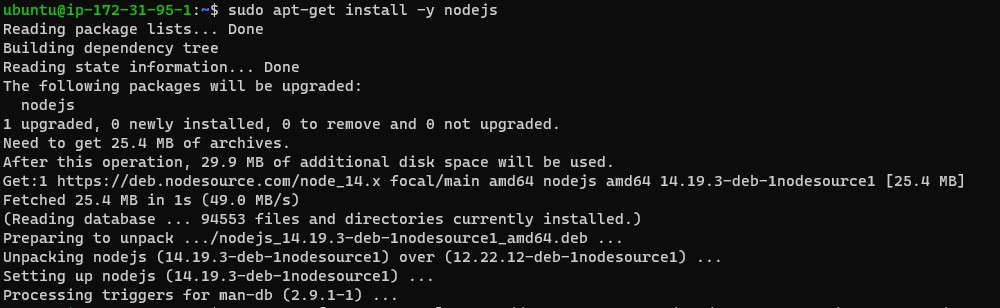 ubuntu@ip-172-31-95-1:~$ sudo apt-get install -y nodejs
Reading package lists... Done
Building dependency tree
Reading state information... Done
The following packages will be upgraded:
  nodejs
1 upgraded, 0 newly installed, 0 to remove and 0 not upgraded.
Need to get 25.4 MB of archives.
After this operation, 29.9 MB of additional disk space will be used.
Get:1 https://deb.nodesource.com/node_14.x focal/main amd64 nodejs amd64 14.19.3-deb-1nodesource1 [25.4 MB]
Fetched 25.4 MB in 1s (49.0 MB/s)
(Reading database ... 94553 files and directories currently installed.)
Preparing to unpack .../nodejs_14.19.3-deb-1nodesource1_amd64.deb ...
Unpacking nodejs (14.19.3-deb-1nodesource1) over (12.22.12-deb-1nodesource1) ...
Setting up nodejs (14.19.3-deb-1nodesource1) ...
Processing triggers for man-db (2.9.1-1) ...